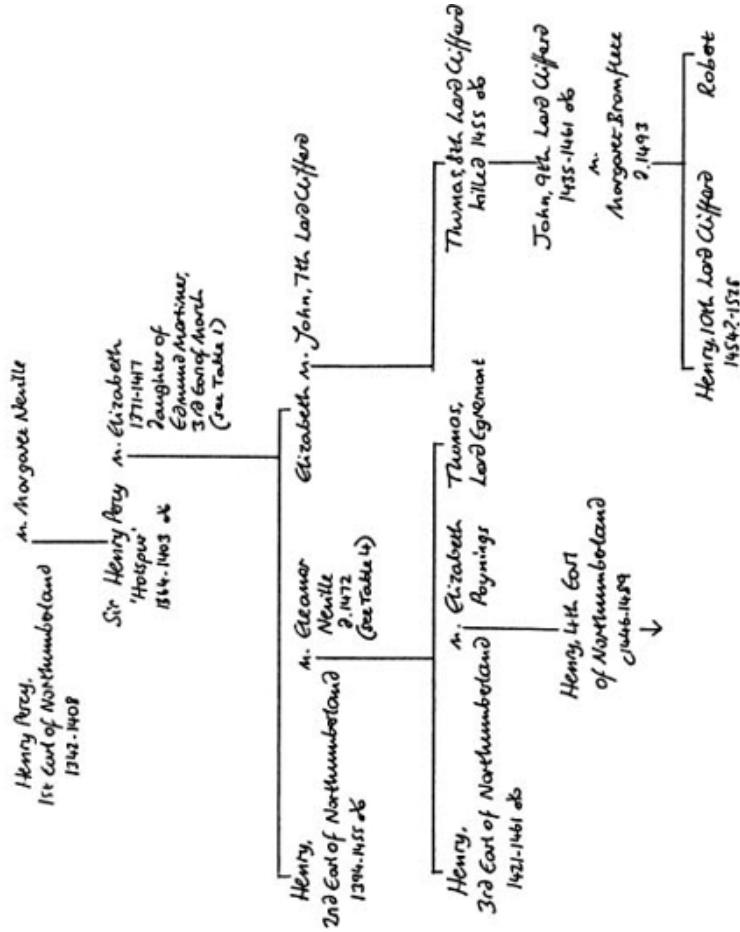 Henry Percy,
1st Earl of Northumberland
1342-1408
m. Margaret Neville
Sir Henry Percy
'Hotspur'
1364-1403
m. Elizabeth
1371-1417
daughter of
Edmund Mortimer,
3rd Earl of March
(see Table 1)
Henry,
2nd Earl of Northumberland
1394-1455
m. Eleanor
Neville
d.1472
(see Table 4)
Elizabeth m. John, 7th Lord Clifford
Henry,
3rd Earl of Northumberland
1421-1461
m. Elizabeth
Poynings
Thomas,
Lord Egremont
Thomas, 8th Lord Clifford
killed 1455
Henry, 4th Earl
of Northumberland
c1446-1489
John, 9th Lord Clifford
1435-1461
m.
Margaret Bromflete
d.1493
Henry, 10th Lord Clifford
1454?-1525
Robert